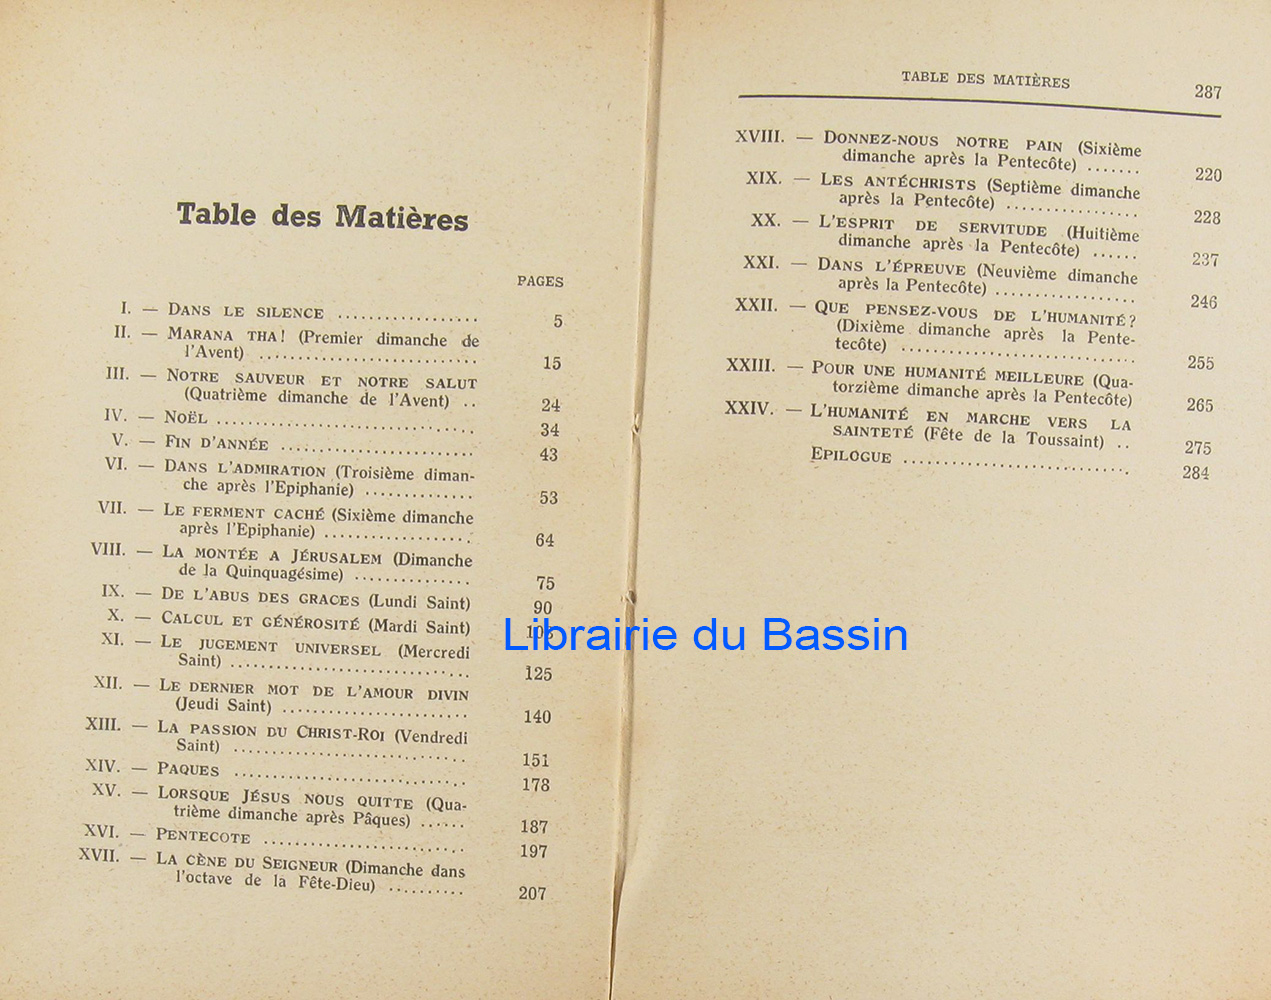 Table des Matières
PAGES
I. — DANS LE SILENCE .................. 5
II. — MARANA THA! (Premier dimanche de
l'Avent) ............................ 15
III. — NOTRE SAUVEUR ET NOTRE SALUT
(Quatrième dimanche de l'Avent) .. 24
IV. — NOËL ................................. 34
V. — FIN D'ANNÉE ......................... 43
VI. — DANS L'ADMIRATION (Troisième diman-
che après l'Epiphanie) .............. 53
VII. — LE FERMENT CACHÉ (Sixième dimanche
après l'Epiphanie) ................... 64
VIII. — LA MONTÉE A JÉRUSALEM (Dimanche
de la Quinquagésime) ............... 75
IX. — DE L'ABUS DES GRACES (Lundi Saint) 90
X. — CALCUL ET GÉNÉROSITÉ (Mardi Saint)
XI. — LE JUGEMENT UNIVERSEL (Mercredi
Saint) ............................... 125
XII. — LE DERNIER MOT DE L'AMOUR DIVIN
(Jeudi Saint) ........................ 140
XIII. — LA PASSION DU CHRIST-ROI (Vendredi
Saint) .............................. 151
XIV. — PAQUES .............................. 178
XV. — LORSQUE JÉSUS NOUS QUITTE (Qua-
trième dimanche après Pâques) ...... 187
XVI. — PENTECOTE .......................... 197
XVII. — LA CÈNE DU SEIGNEUR (Dimanche dans
l'octave de la Fête-Dieu) .......... 207
TABLE DES MATIÈRES 287
XVIII. — DONNEZ-NOUS NOTRE PAIN (Sixième
dimanche après la Pentecôte) ....... 220
XIX. — LES ANTÉCHRISTS (Septième dimanche
après la Pentecôte) ................. 228
XX. — L'ESPRIT DE SERVITUDE (Huitième
dimanche après la Pentecôte) ...... 237
XXI. — DANS L'ÉPREUVE (Neuvième dimanche
après la Pentecôte) .................. 246
XXII. — QUE PENSEZ-VOUS DE L'HUMANITÉ?
(Dixième dimanche après la Pente-
tecôte) .............................. 255
XXIII. — POUR UNE HUMANITÉ MEILLEURE (Qua-
torzième dimanche après la Pentecôte) 265
XXIV. — L'HUMANITÉ EN MARCHE VERS LA
SAINTETÉ (Fête de la Toussaint) .. 275
EPILOGUE ............................. 284
Librairie du Bassin